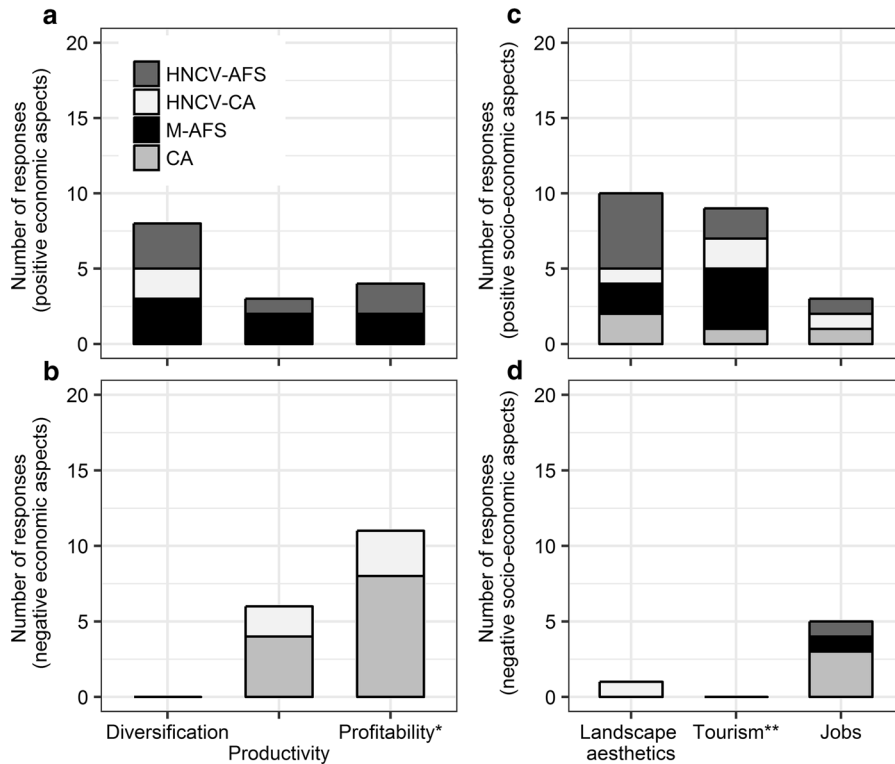 a
Number of responses
(positive economic aspects)
20
15
10
5
0
HNCV-AFS
HNCV-CA
M-AFS
CA
c
Number of responses
(positive socio-economic aspects)
20
15
10
5
0
b
Number of responses
(negative economic aspects)
20
15
10
5
0
Diversification
Productivity
Profitability*
d
Number of responses
(negative socio-economic aspects)
20
15
10
5
0
Landscape
aesthetics
Tourism**
Jobs